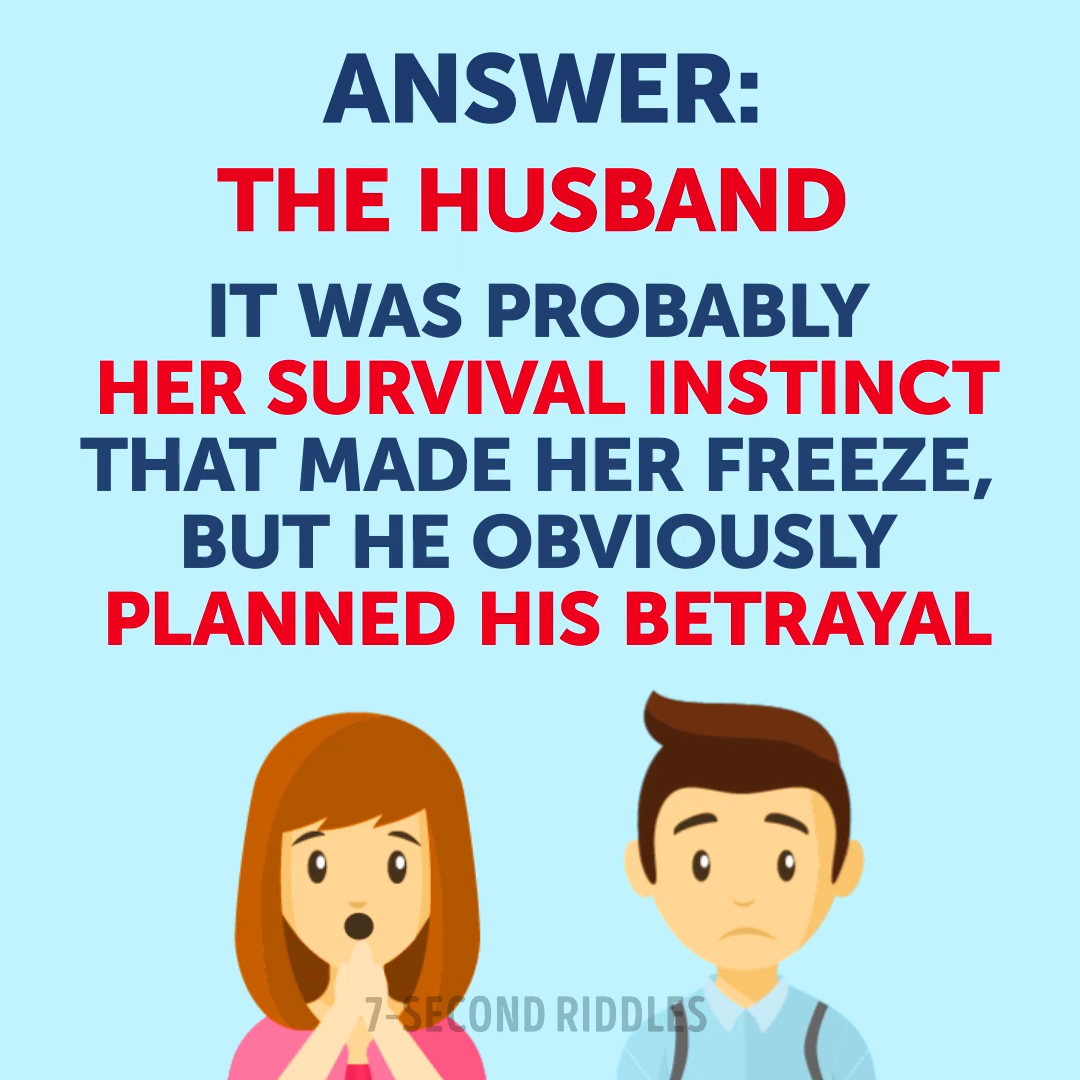 ANSWER:
THE HUSBAND
IT WAS PROBABLY
HER SURVIVAL INSTINCT
THAT MADE HER FREEZE,
BUT HE OBVIOUSLY
PLANNED HIS BETRAYAL
7-SECOND RIDDLES